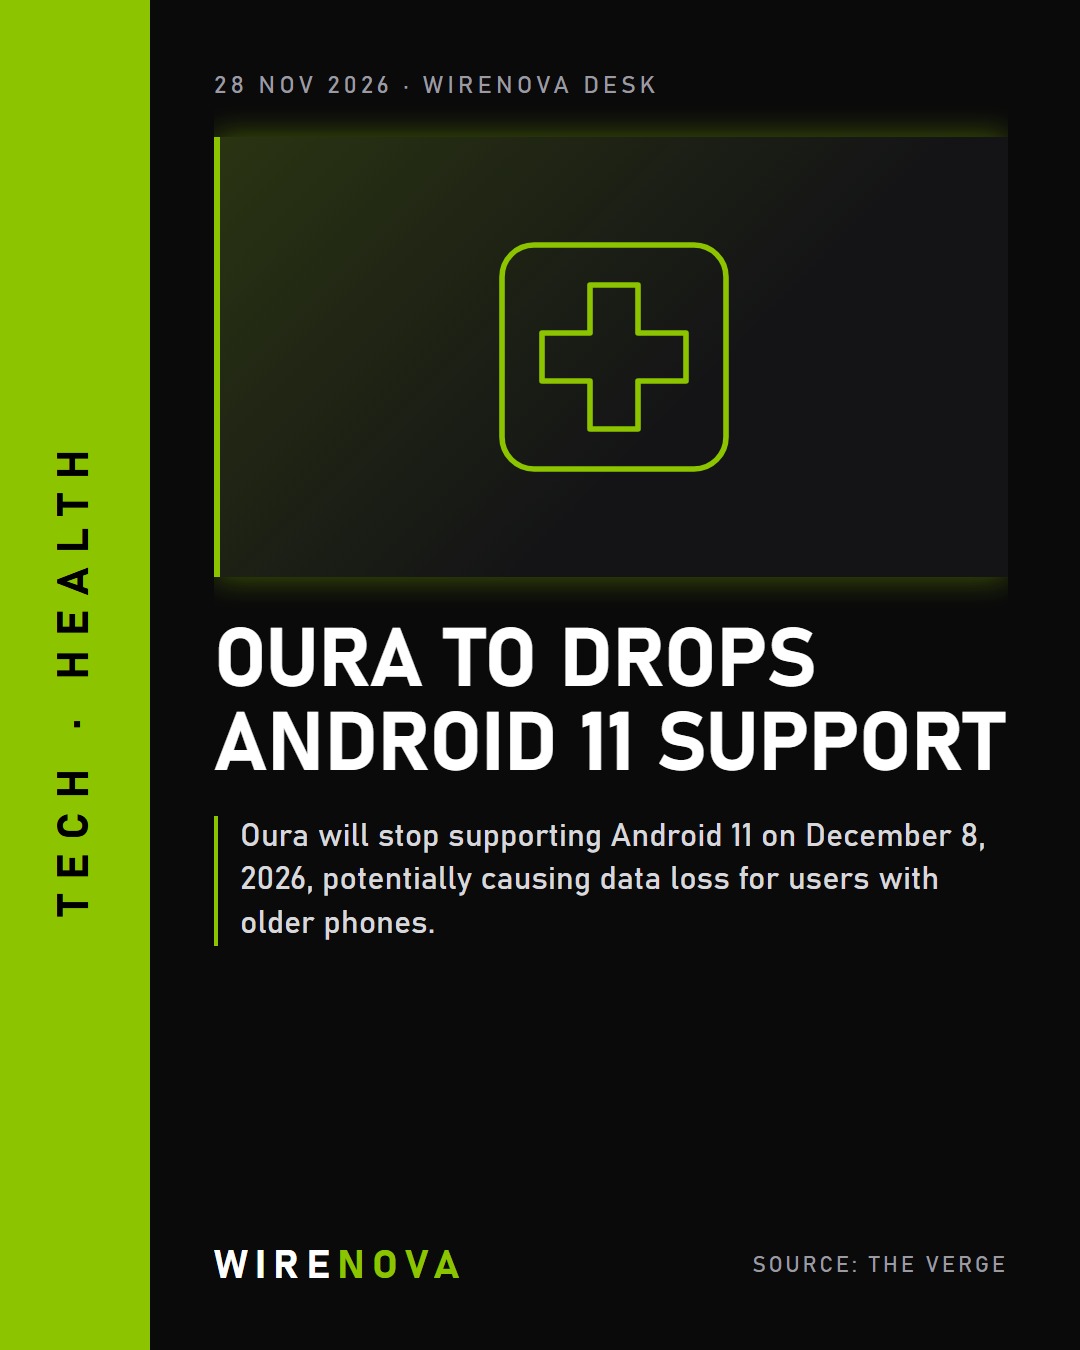 TECH · HEALTH
28 NOV 2026 · WIRENOVA DESK
OURA TO DROPS
ANDROID 11 SUPPORT
Oura will stop supporting Android 11 on December 8,
2026, potentially causing data loss for users with
older phones.
WIRENOVA
SOURCE: THE VERGE